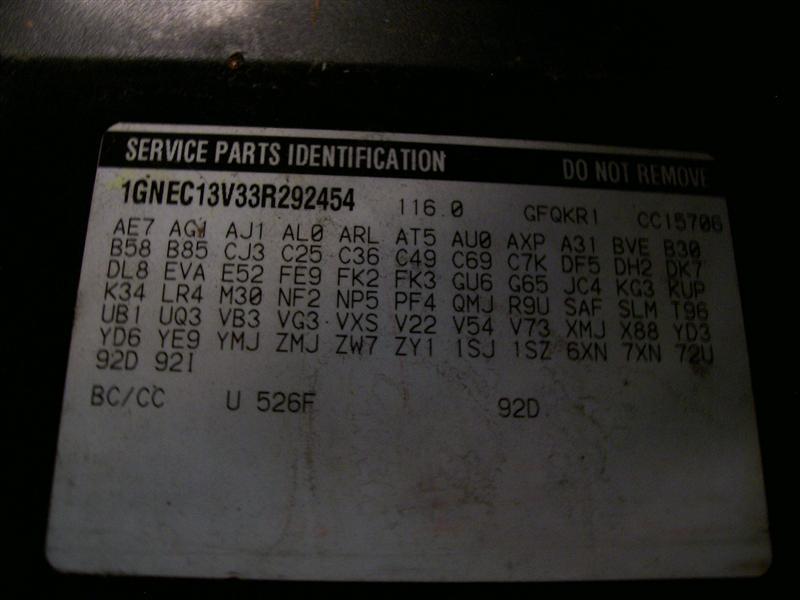 SERVICE PARTS IDENTIFICATION DO NOT REMOVE
1GNEC13V33R292454 116.0 GFQKR1 CC15706
AE7 AG1 AJ1 AL0 ARL AT5 AU0 AXP A31 BVE B30
B58 B85 CJ3 C25 C36 C49 C69 C7K DF5 DH2 DK7
DL8 EVA E52 FE9 FK2 FK3 GU6 G65 JC4 KG3 KUP
K34 LR4 M30 NF2 NP5 PF4 QMJ R9U SAF SLM T96
UB1 UQ3 VB3 VG3 VXS V22 V54 V73 XMJ X88 YD3
YD6 YE9 YMJ ZMJ ZW7 ZY1 1SJ 1SZ 6XN 7XN 72U
92D 92I
BC/CC U 526F 92D